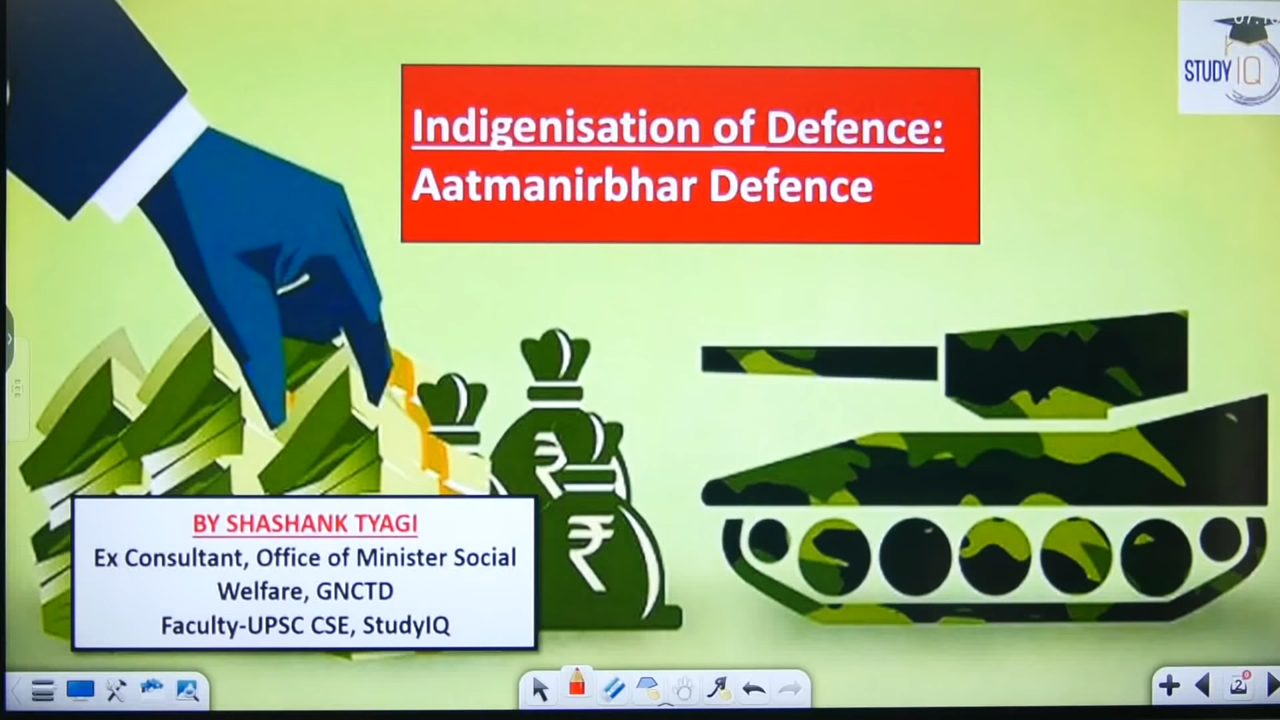 STUDY IQ
Indigenisation of Defence:
Aatmanirbhar Defence
₹
₹
BY SHASHANK TYAGI
Ex Consultant, Office of Minister Social
Welfare, GNCTD
Faculty-UPSC CSE, StudyIQ
2